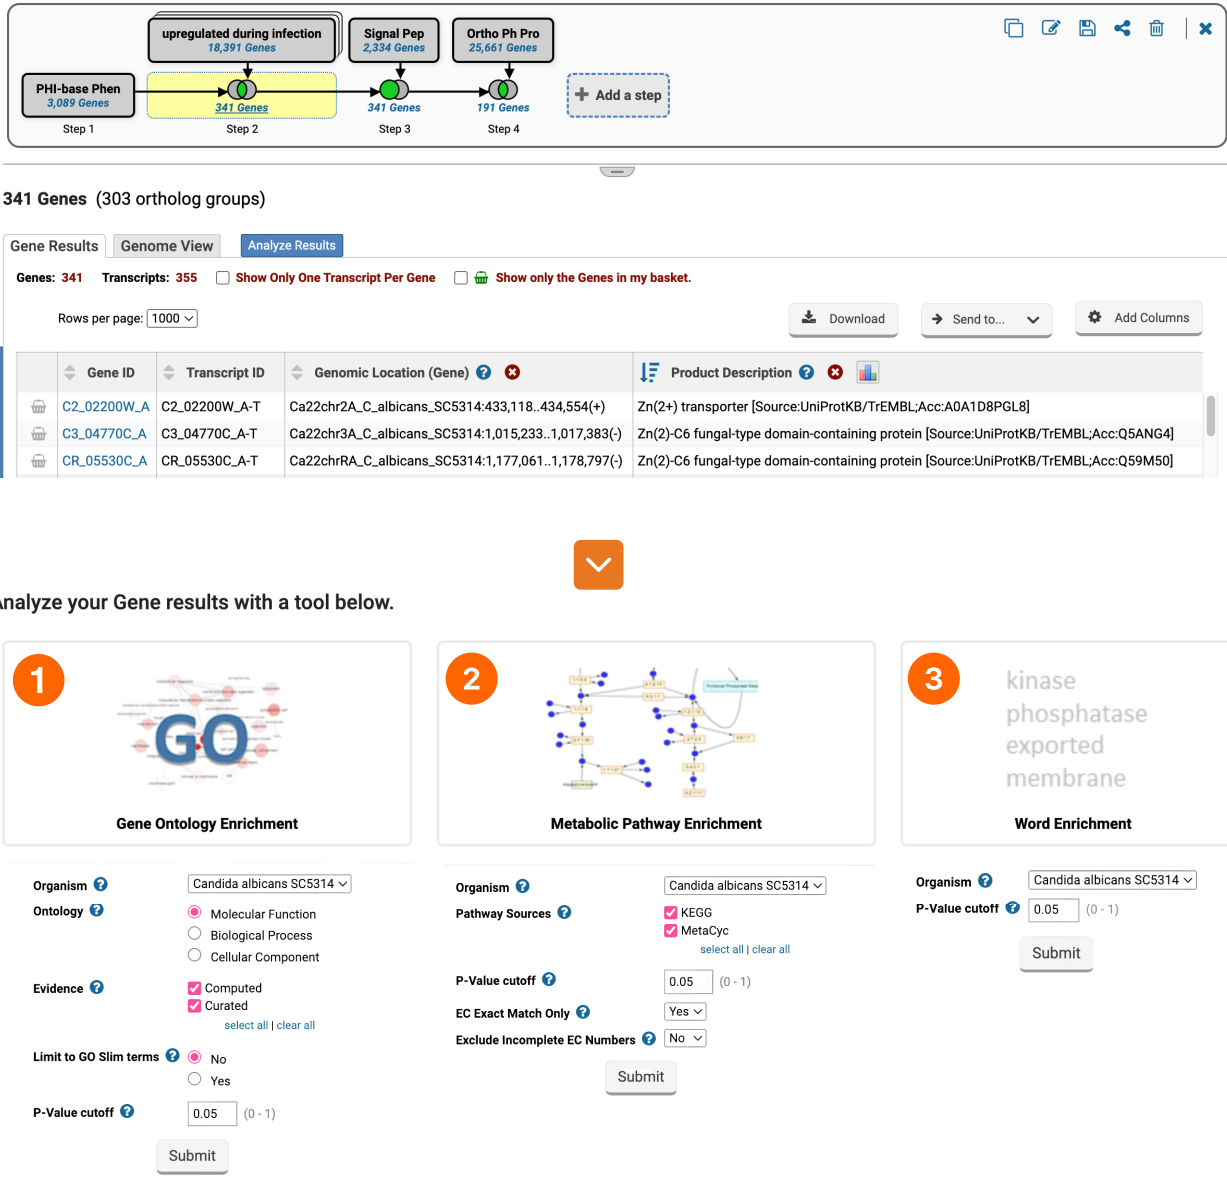 upregulated during infection
18,391 Genes
Signal Pep
2,334 Genes
Ortho Ph Pro
25,661 Genes
PHI-base Phen
3,089 Genes
341 Genes
341 Genes
191 Genes
Add a step
Step 1
Step 2
Step 3
Step 4
341 Genes (303 ortholog groups)
Gene Results
Genome View
Analyze Results
Genes: 341 Transcripts: 355 Show Only One Transcript Per Gene Show only the Genes in my basket.
Rows per page: 1000
Download
Send to...
Add Columns
Gene ID Transcript ID Genomic Location (Gene) Product Description
C2_02200W_A C2_02200W_A-T Ca22chr2A_C_albicans_SC5314:433,118..434,554(+) Zn(2+) transporter [Source:UniProtKB/TrEMBL;Acc:A0A1D8PGL8]
C3_04770C_A C3_04770C_A-T Ca22chr3A_C_albicans_SC5314:1,015,233..1,017,383(-) Zn(2)-C6 fungal-type domain-containing protein [Source:UniProtKB/TrEMBL;Acc:Q5ANG4]
CR_05530C_A CR_05530C_A-T Ca22chrRA_C_albicans_SC5314:1,177,061..1,178,797(-) Zn(2)-C6 fungal-type domain-containing protein [Source:UniProtKB/TrEMBL;Acc:Q59M50]
nalyze your Gene results with a tool below.
1
GO
Gene Ontology Enrichment
Organism Candida albicans SC5314
Ontology Molecular Function
Biological Process
Cellular Component
Evidence Computed
Curated
select all | clear all
Limit to GO Slim terms No
Yes
P-Value cutoff 0.05 (0 - 1)
Submit
2
Metabolic Pathway Enrichment
Organism Candida albicans SC5314
Pathway Sources KEGG
MetaCyc
select all | clear all
P-Value cutoff 0.05 (0 - 1)
EC Exact Match Only Yes
Exclude Incomplete EC Numbers No
Submit
3
kinase
phosphatase
exported
membrane
Word Enrichment
Organism Candida albicans SC5314
P-Value cutoff 0.05 (0 - 1)
Submit